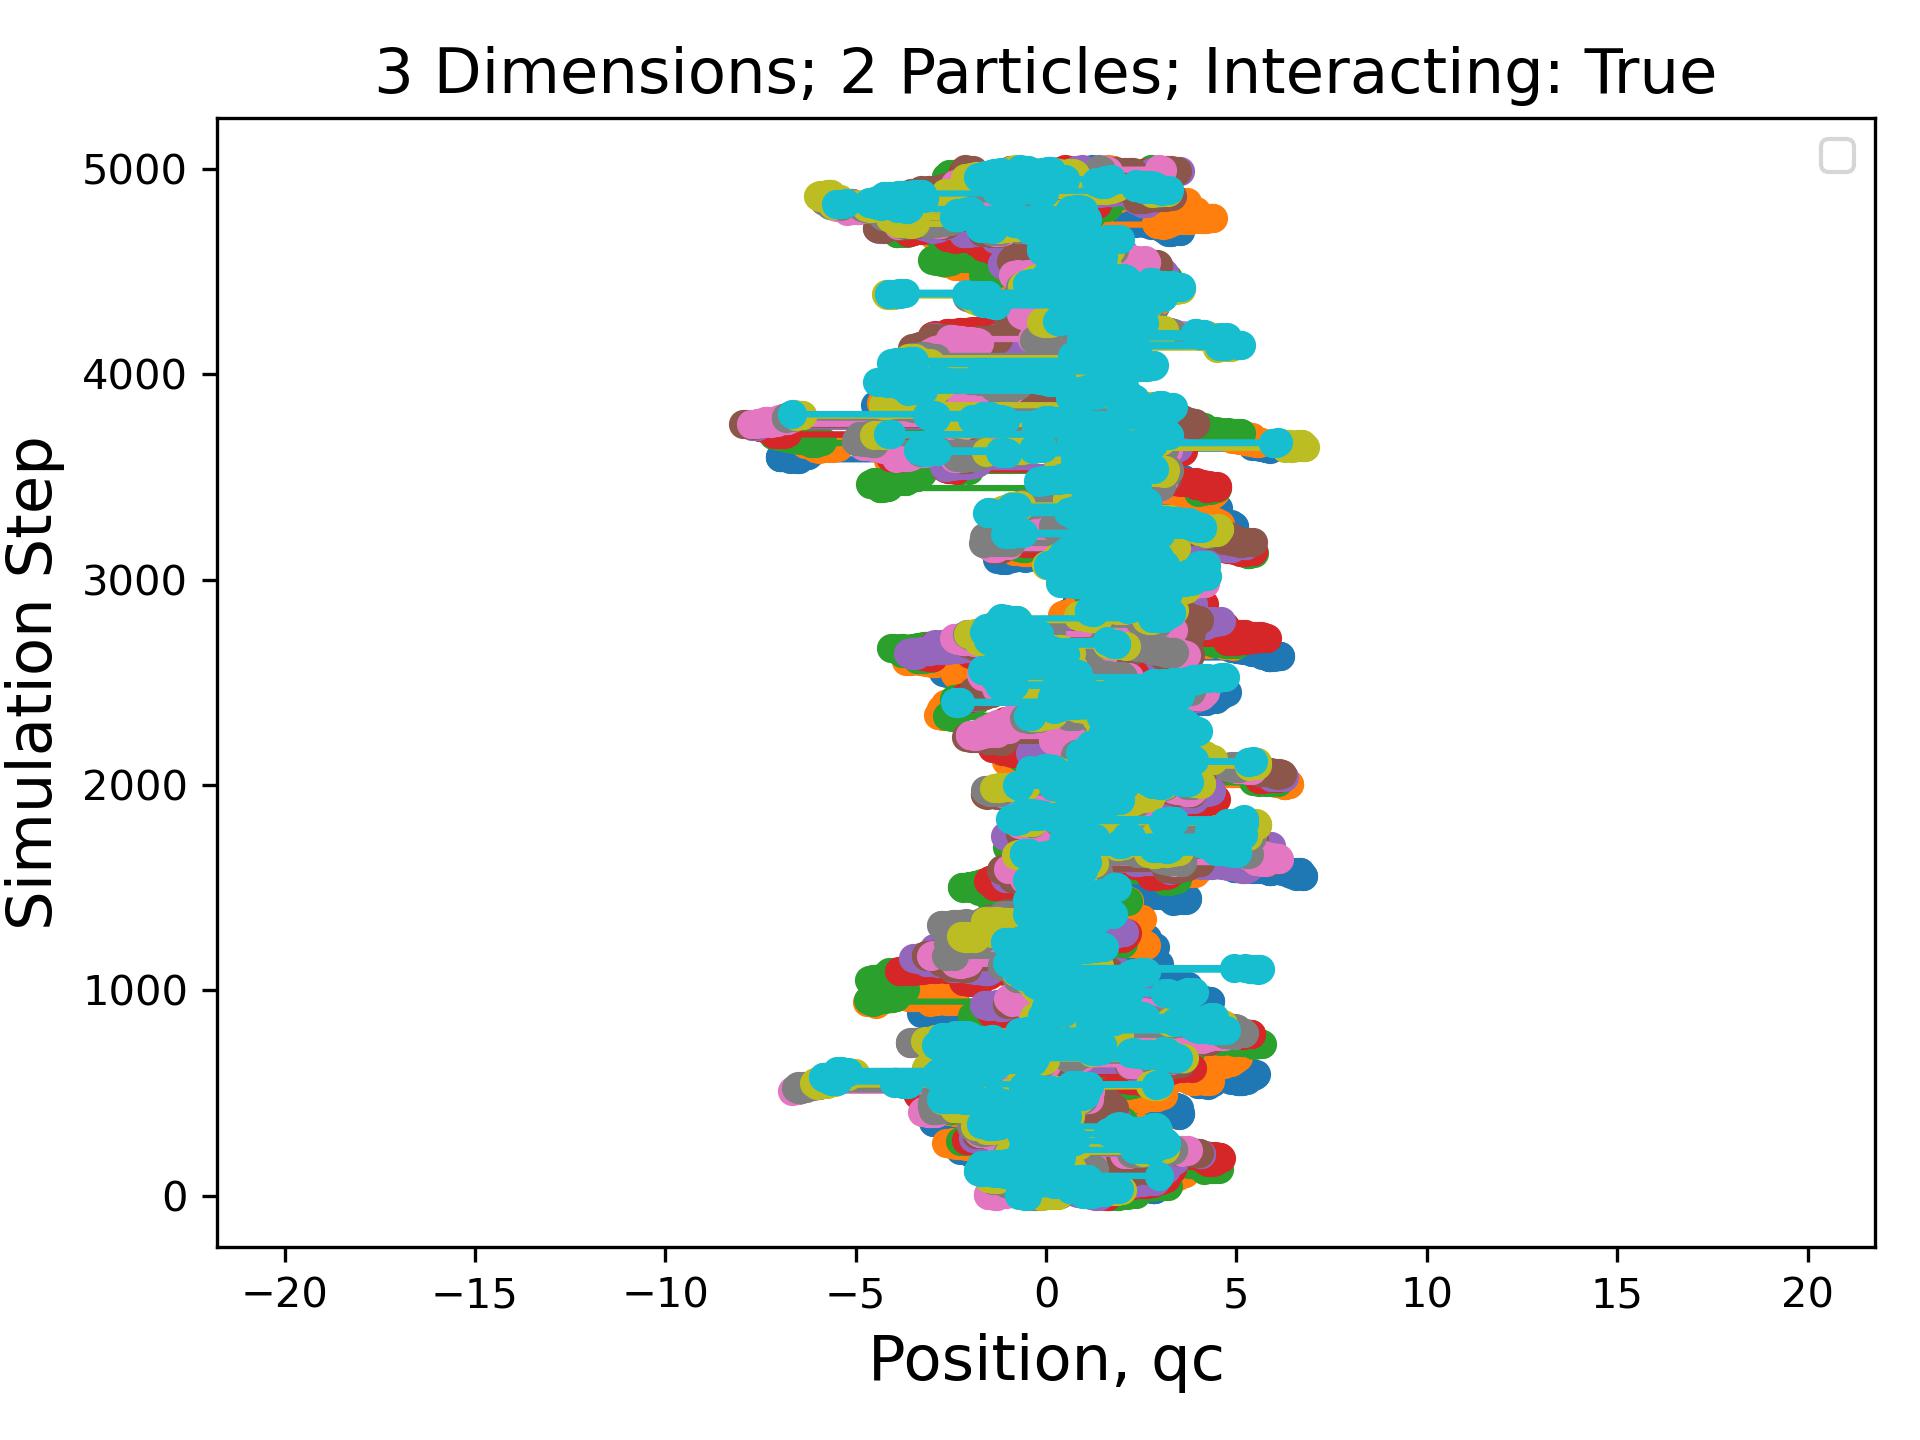 3 Dimensions; 2 Particles; Interacting: True
Simulation Step
5000
4000
3000
2000
1000
0
−20 −15 −10 −5 0 5 10 15 20
Position, qc